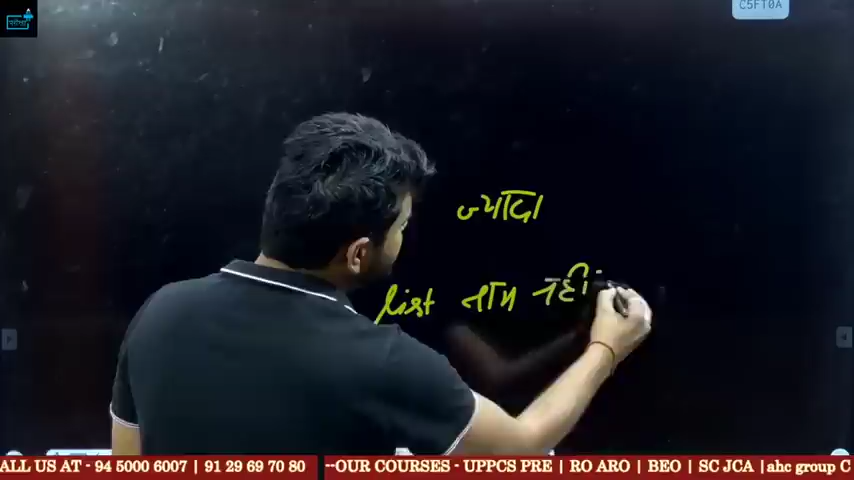 C5FT0A
ज्यादा
list नाम नहीं
ALL US AT - 94 5000 6007 | 91 29 69 70 80 --OUR COURSES - UPPCS PRE | RO ARO | BEO | SC JCA |ahc group C